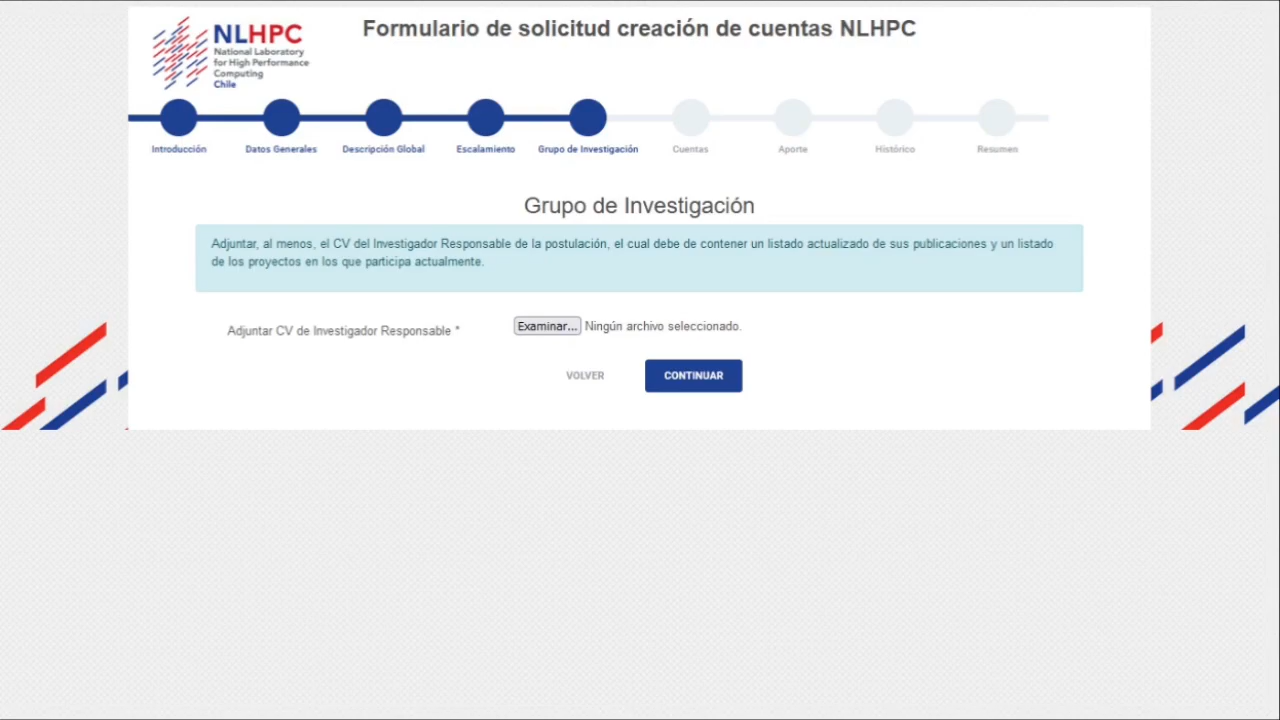 Formulario de solicitud creación de cuentas NLHPC
NLHPC
National Laboratory
for High Performance
Computing
Chile
Introducción
Datos Generales
Descripción Global
Escalamiento
Grupo de Investigación
Cuentas
Aporte
Histórico
Resumen
Grupo de Investigación
Adjuntar, al menos, el CV del Investigador Responsable de la postulación, el cual debe de contener un listado actualizado de sus publicaciones y un listado
de los proyectos en los que participa actualmente.
Adjuntar CV de Investigador Responsable *
Examinar... Ningún archivo seleccionado.
VOLVER
CONTINUAR